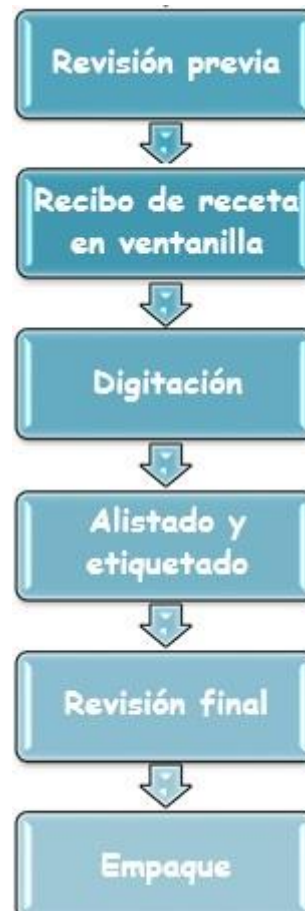 Revisión previa
Recibo de receta
en ventanilla
Digitación
Alistado y
etiquetado
Revisión final
Empaque